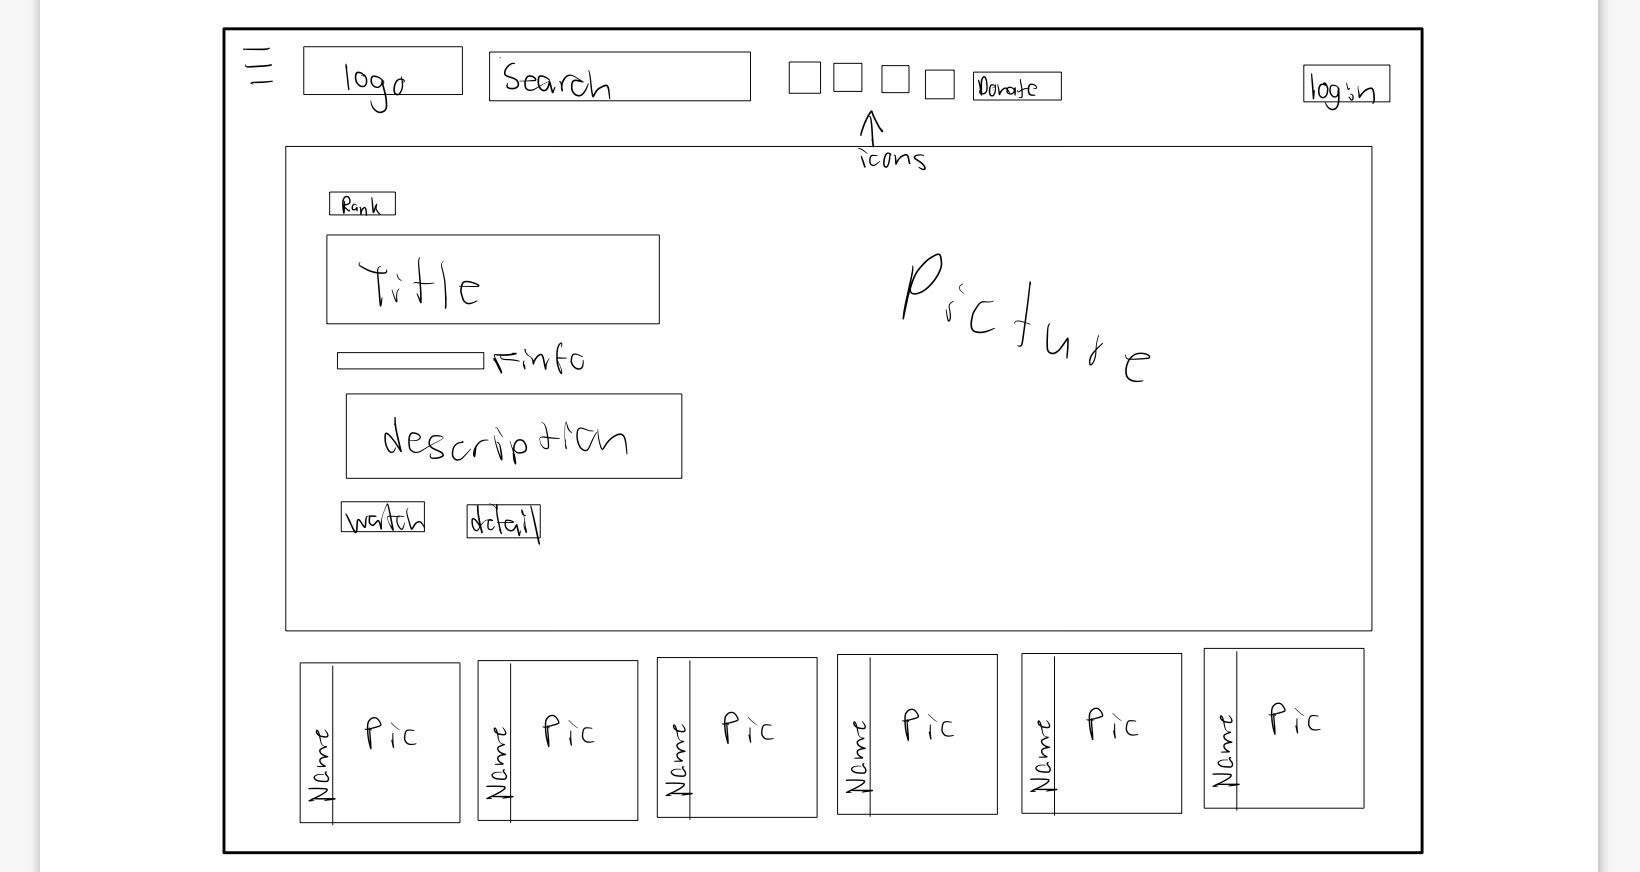 logo
Search
Donate
login
icons
Rank
Title
Picture
info
description
watch
detail
Name
Pic
Name
Pic
Name
Pic
Name
Pic
Name
Pic
Name
Pic